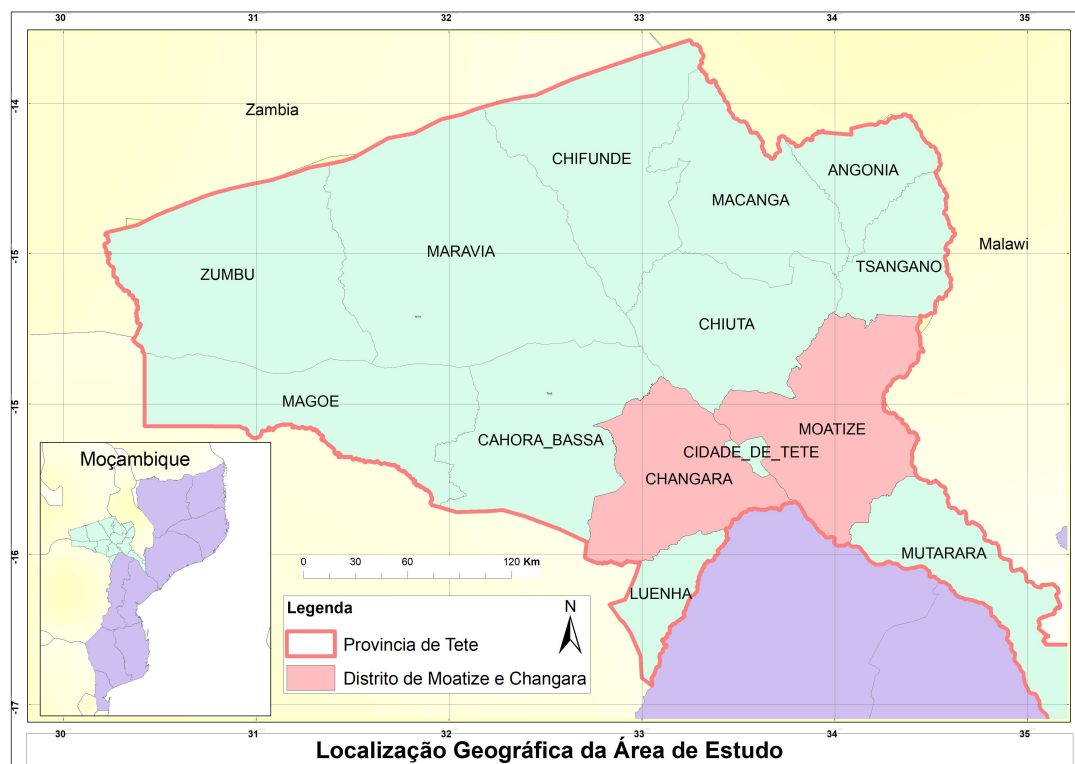 30 31 32 33 34 35
-14
Zambia
CHIFUNDE
ANGONIA
MACANGA
Malawi
-15
MARAVIA
TSANGANO
ZUMBU
CHIUTA
-15
MAGOE
MOATIZE
CAHORA_BASSA
CIDADE_DE_TETE
CHANGARA
Moçambique
-16
MUTARARA
0 30 60 120 Km
LUENHA
Legenda
N
Provincia de Tete
Distrito de Moatize e Changara
-17
30 31 32 33 34 35
Localização Geográfica da Área de Estudo